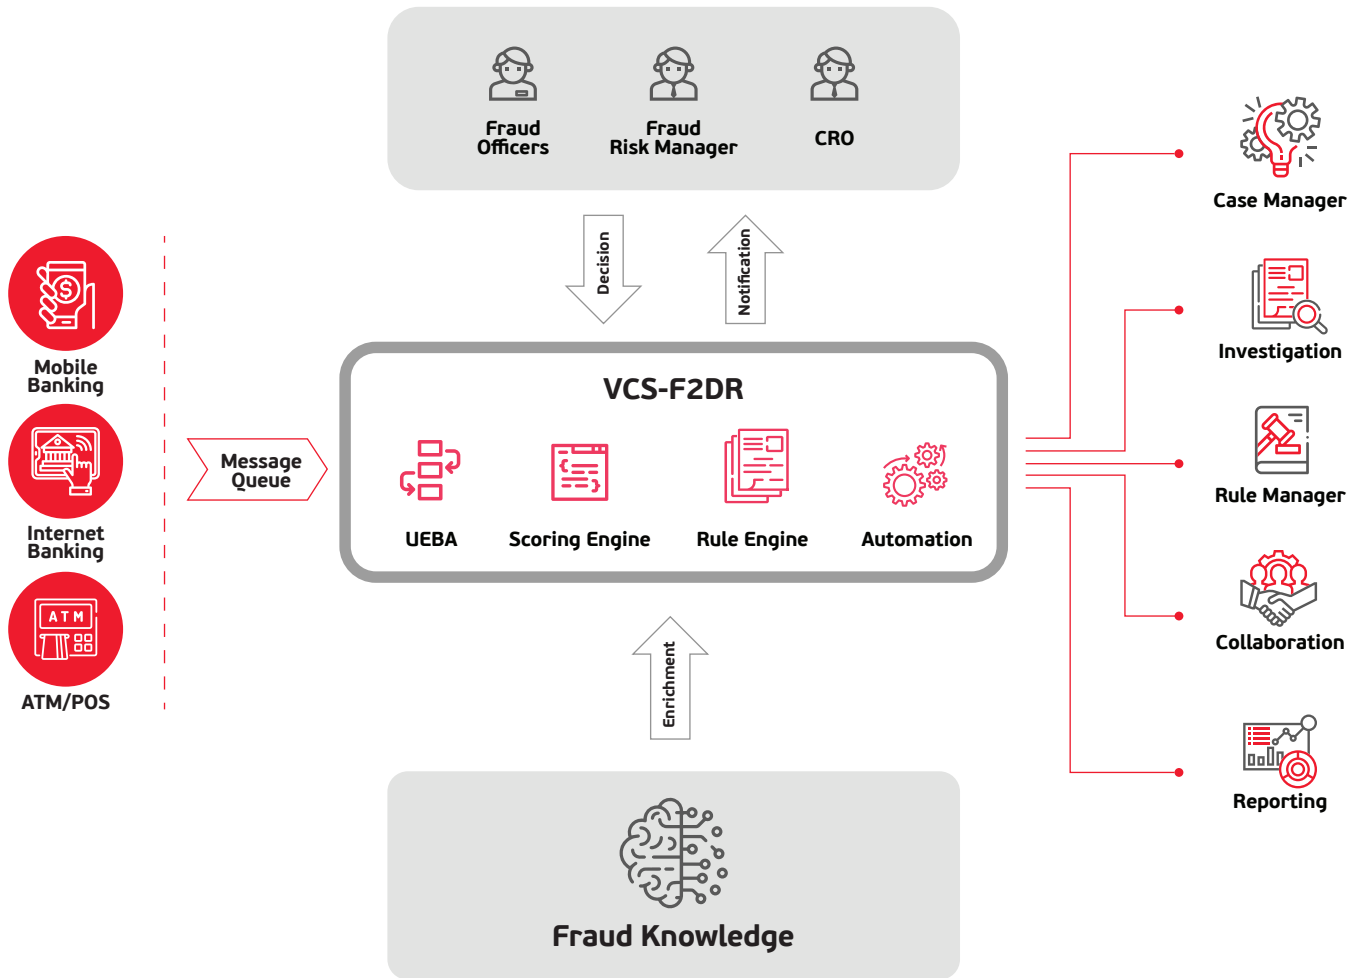 Fraud
Officers
Fraud
Risk Manager
CRO
Decision
Notification
Mobile
Banking
Internet
Banking
ATM
ATM/POS
Message
Queue
VCS-F2DR
UEBA
Scoring Engine
Rule Engine
Automation
Enrichment
Fraud Knowledge
Case Manager
Investigation
Rule Manager
Collaboration
Reporting